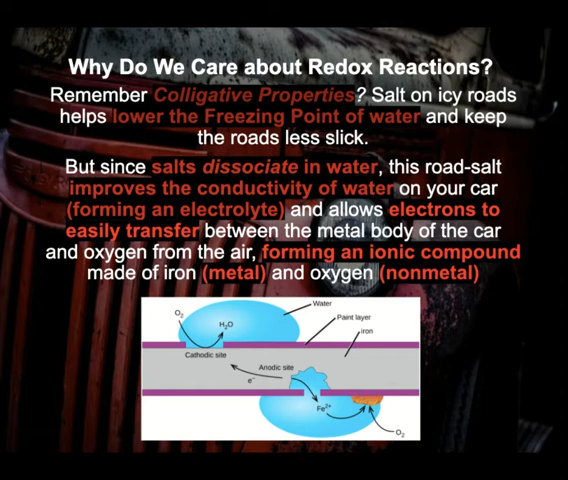 Why Do We Care about Redox Reactions?
Remember Colligative Properties? Salt on icy roads
helps lower the Freezing Point of water and keep
the roads less slick.
But since salts dissociate in water, this road-salt
improves the conductivity of water on your car
(forming an electrolyte) and allows electrons to
easily transfer between the metal body of the car
and oxygen from the air, forming an ionic compound
made of iron (metal) and oxygen (nonmetal)
Water
O₂
Paint layer
H₂O
iron
Cathodic site
Anodic site
e⁻
Fe²⁺
O₂